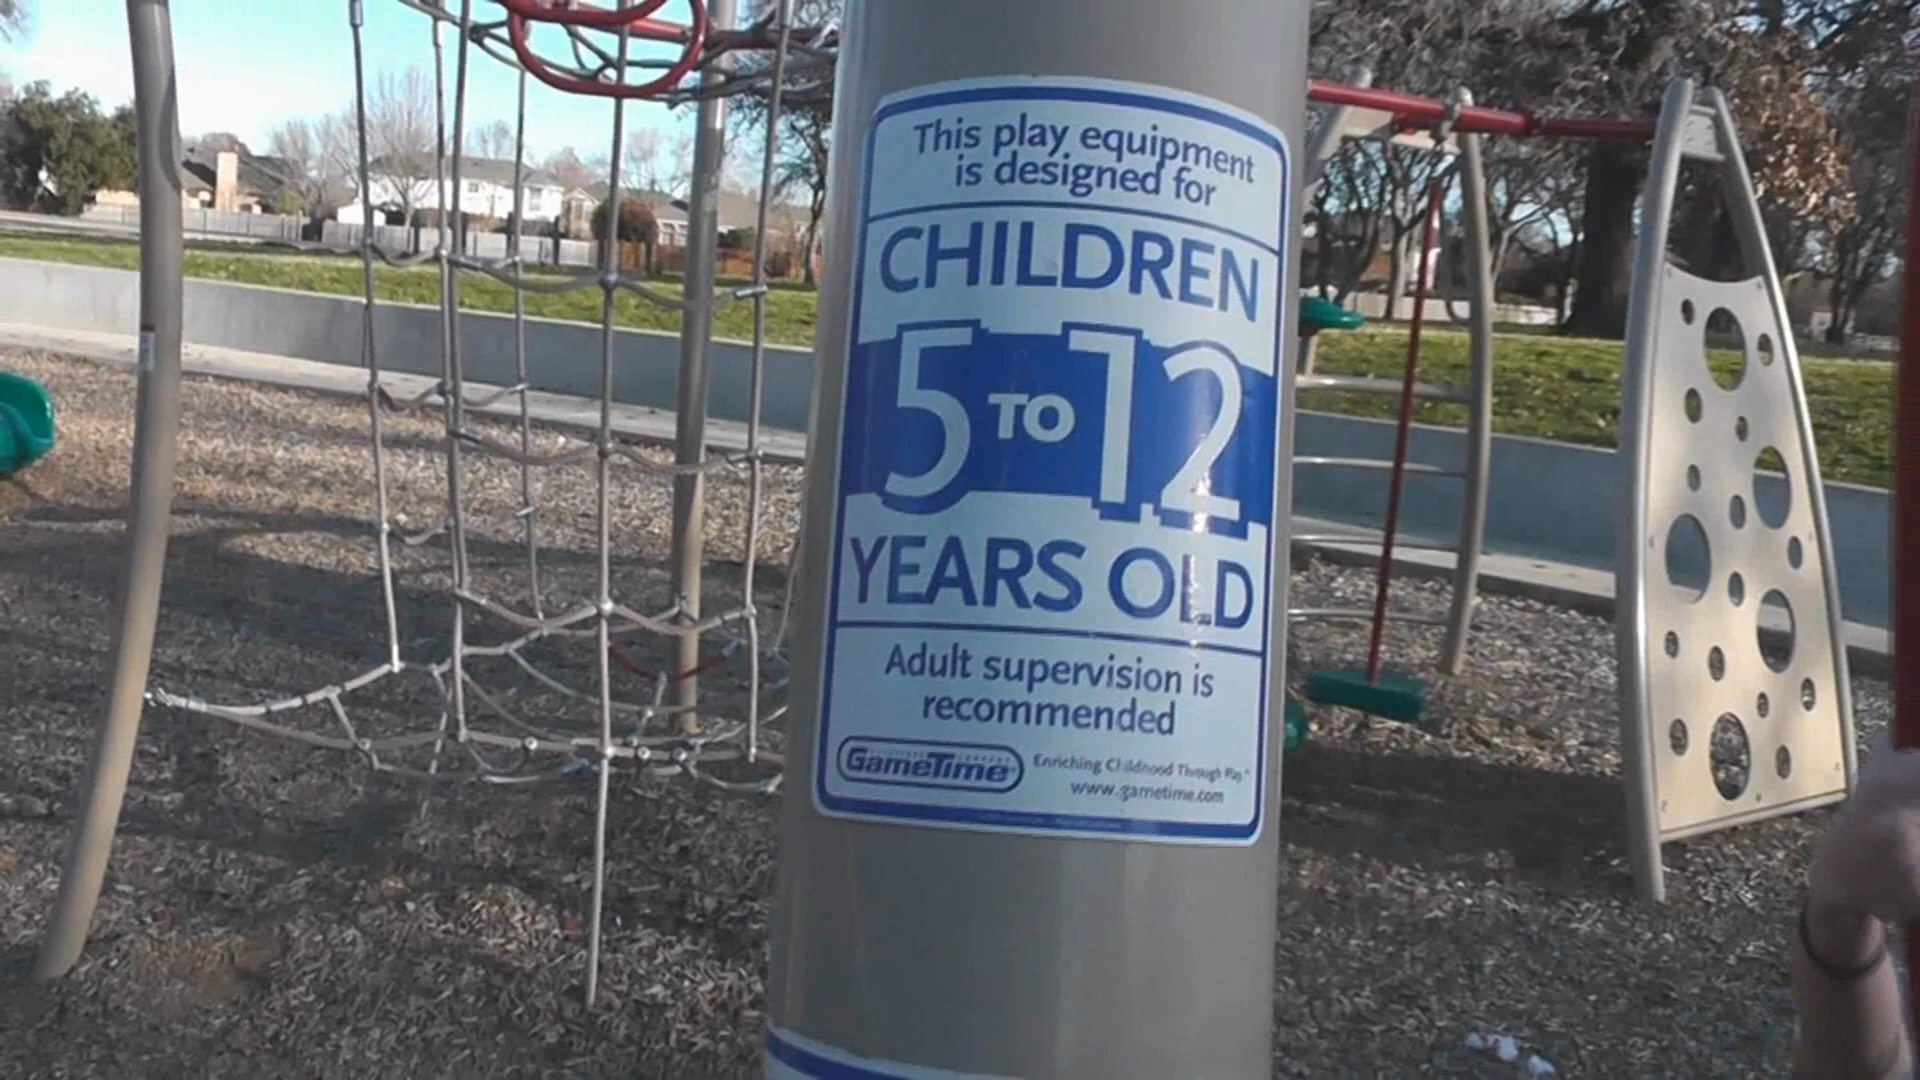 This play equipment
is designed for
CHILDREN
5 TO 12
YEARS OLD
Adult supervision is
recommended
GameTime
Enriching Childhood Through Play
www.gametime.com